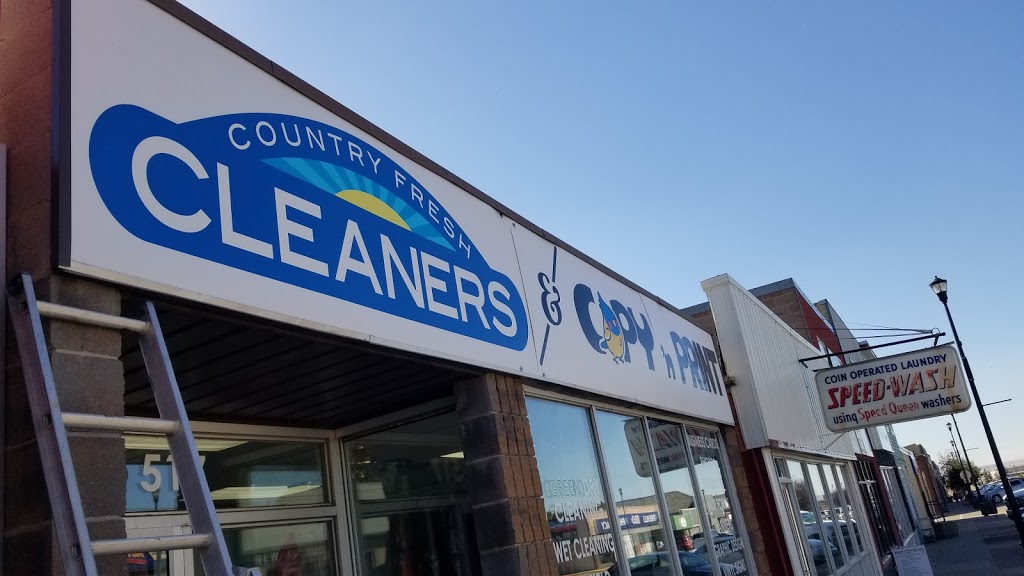 COUNTRY FRESH
CLEANERS
&
COPY 'n PRINT
COIN OPERATED LAUNDRY
SPEED-WASH
using Speed Queen washers
WET CLEANING